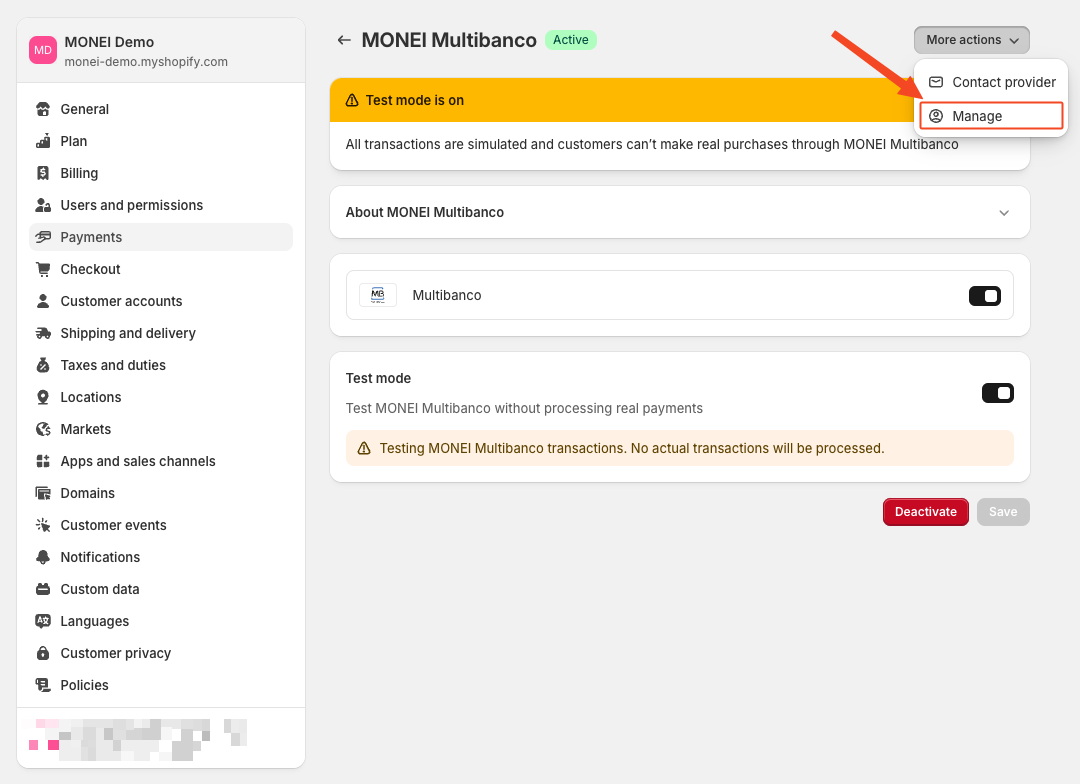 MD
MONEI Demo
monei-demo.myshopify.com
General
Plan
Billing
Users and permissions
Payments
Checkout
Customer accounts
Shipping and delivery
Taxes and duties
Locations
Markets
Apps and sales channels
Domains
Customer events
Notifications
Custom data
Languages
Customer privacy
Policies
MONEI Multibanco
Active
More actions
Contact provider
Manage
Test mode is on
All transactions are simulated and customers can’t make real purchases through MONEI Multibanco
About MONEI Multibanco
MB
Multibanco
Test mode
Test MONEI Multibanco without processing real payments
Testing MONEI Multibanco transactions. No actual transactions will be processed.
Deactivate
Save